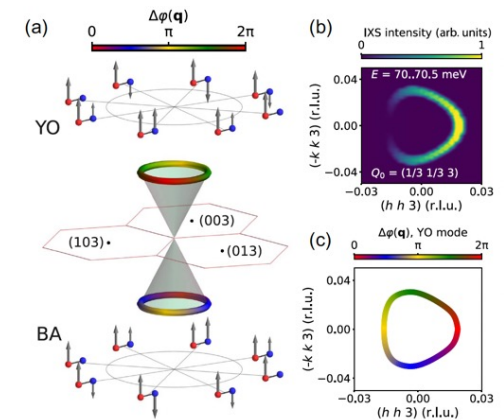 (a)
Δφ(q)
0 π 2π
YO
(003)
(103)
(013)
BA
(b)
IXS intensity (arb. units)
0 1
E = 70..70.5 meV
Q0 = (1/3 1/3 3)
(-k k 3) (r.l.u.)
0.04
0.00
−0.04
−0.03 0.00 0.03
(h h 3) (r.l.u.)
(c)
Δφ(q), YO mode
0 π 2π
(-k k 3) (r.l.u.)
0.04
0.00
−0.04
−0.03 0.00 0.03
(h h 3) (r.l.u.)